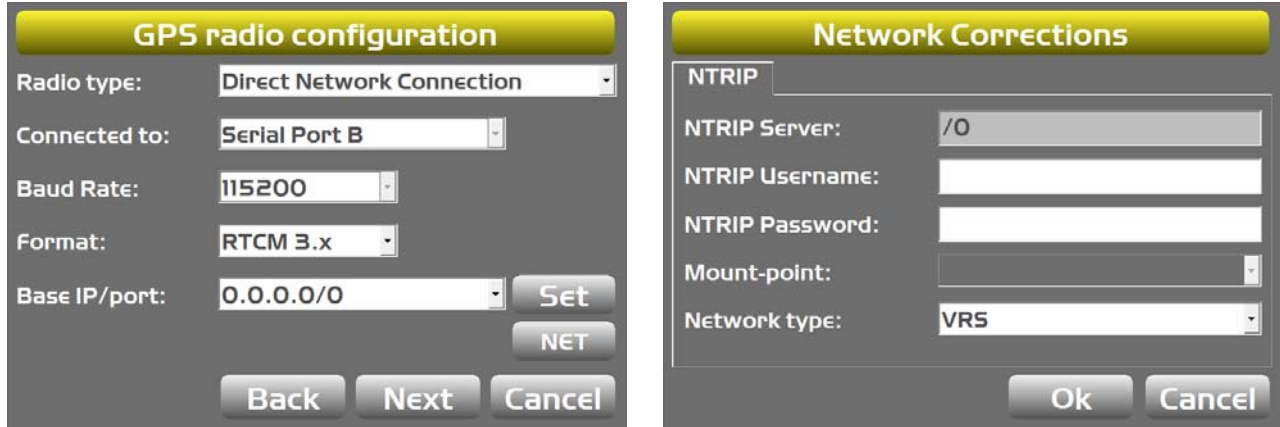 GPS radio configuration
Radio type: Direct Network Connection
Connected to: Serial Port B
Baud Rate: 115200
Format: RTCM 3.x
Base IP/port: 0.0.0.0/0 Set
NET
Back Next Cancel
Network Corrections
NTRIP
NTRIP Server: /0
NTRIP Username:
NTRIP Password:
Mount-point:
Network type: VRS
Ok Cancel